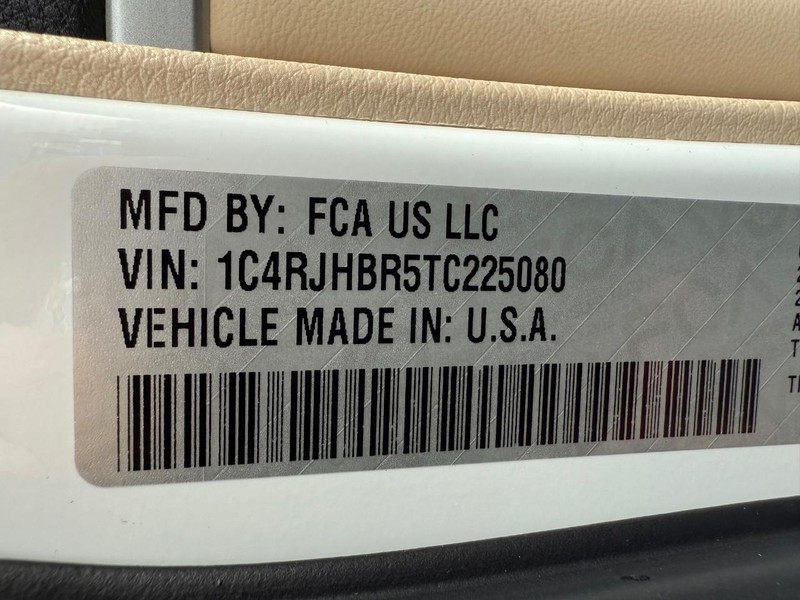 MFD BY: FCA US LLC
VIN: 1C4RJHBR5TC225080
VEHICLE MADE IN: U.S.A.